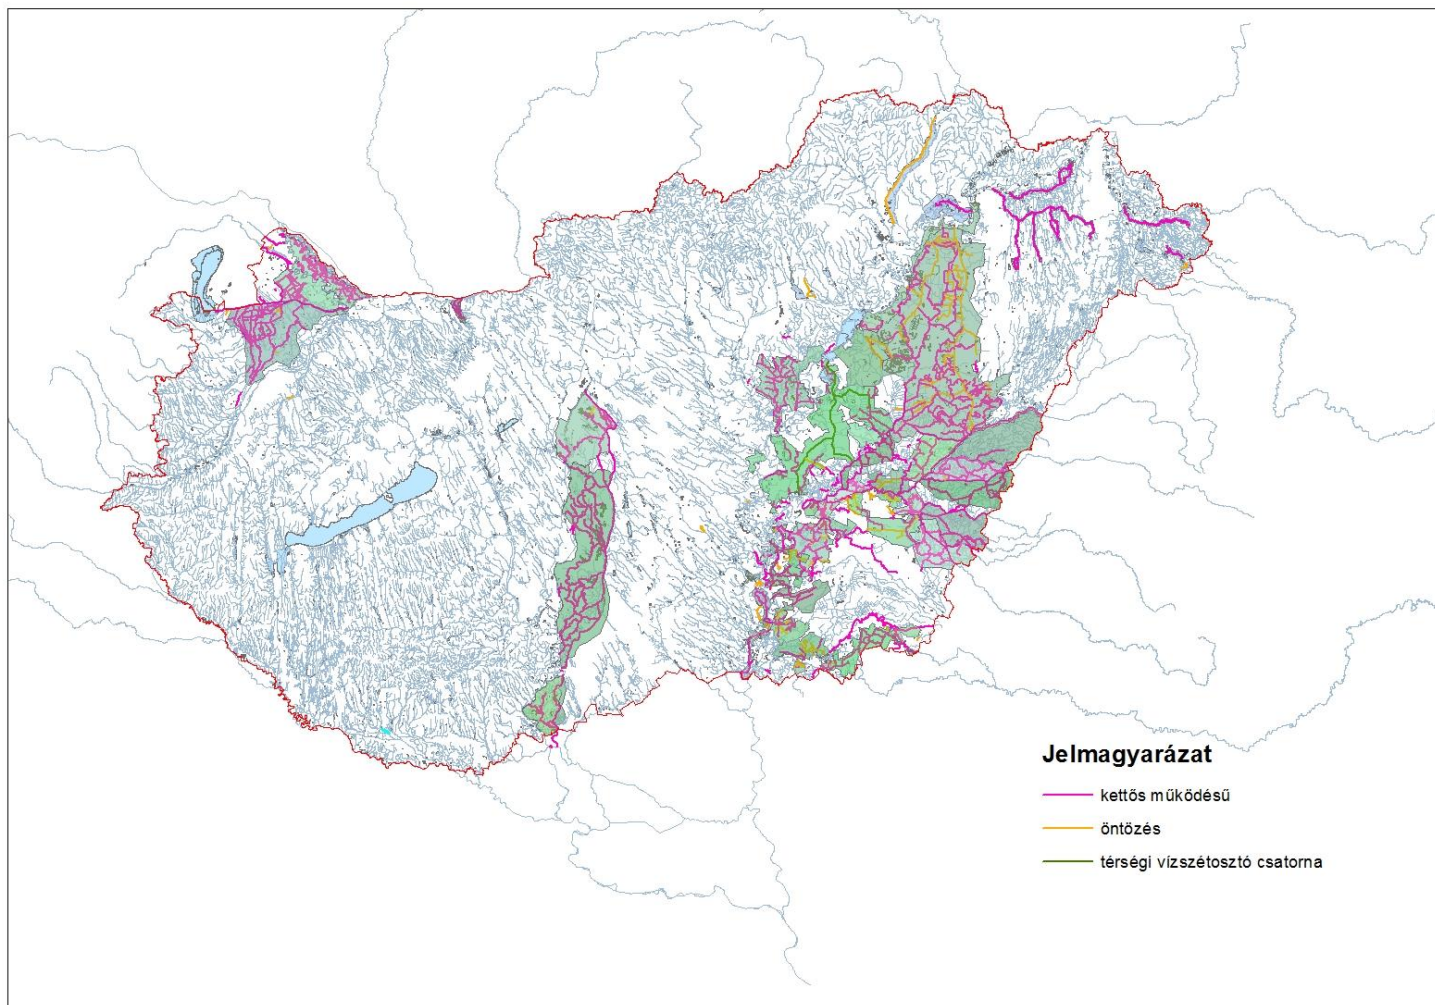 Jelmagyarázat
kettős működésű
öntözés
térségi vízszétosztó csatorna